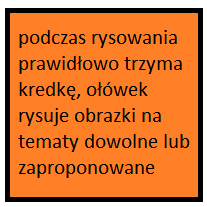 podczas rysowania
prawidłowo trzyma
kredkę, ołówek
rysuje obrazki na
tematy dowolne lub
zaproponowane